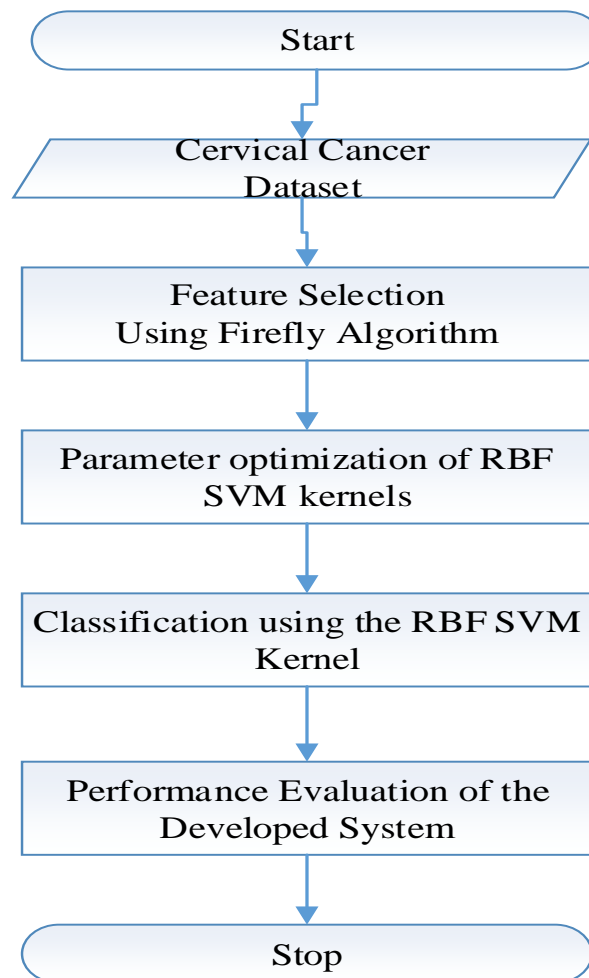 Start
Cervical Cancer
Dataset
Feature Selection
Using Firefly Algorithm
Parameter optimization of RBF
SVM kernels
Classification using the RBF SVM
Kernel
Performance Evaluation of the
Developed System
Stop